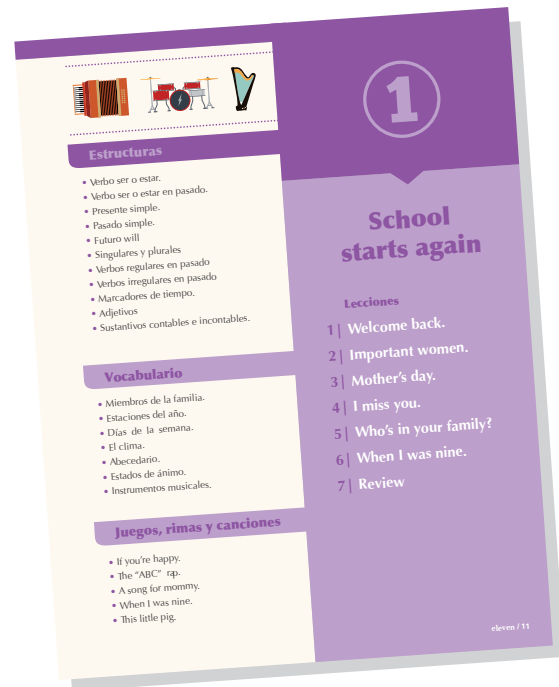 Estructuras
• Verbo ser o estar.
• Verbo ser o estar en pasado.
• Presente simple.
• Pasado simple.
• Futuro will
• Singulares y plurales
• Verbos regulares en pasado
• Verbos irregulares en pasado
• Marcadores de tiempo.
• Adjetivos
• Sustantivos contables e incontables.
Vocabulario
• Miembros de la familia.
• Estaciones del año.
• Días de la semana.
• El clima.
• Abecedario.
• Estados de ánimo.
• Instrumentos musicales.
Juegos, rimas y canciones
• If you're happy.
• The “ABC” rap.
• A song for mommy.
• When I was nine.
• This little pig.
1
School
starts again
Lecciones
1| Welcome back.
2| Important women.
3| Mother's day.
4| I miss you.
5| Who's in your family?
6| When I was nine.
7| Review
eleven / 11